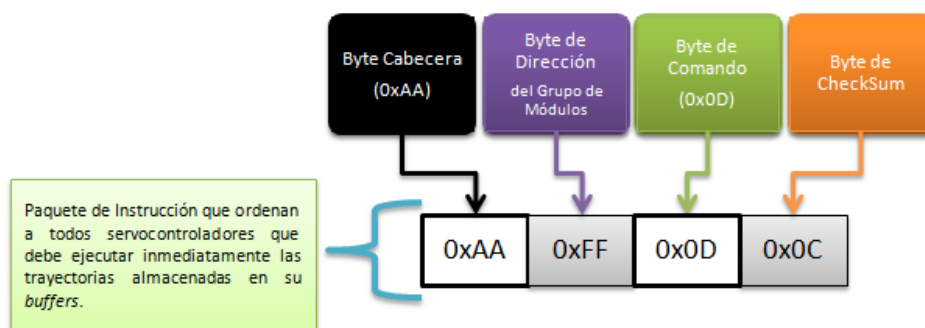 Byte Cabecera
(0xAA)
Byte de
Dirección
del Grupo de
Módulos
Byte de
Comando
(0x0D)
Byte de
CheckSum
Paquete de Instrucción que ordenan
a todos servocontroladores que
debe ejecutar inmediatamente las
trayectorias almacenadas en su
buffers.
0xAA
0xFF
0x0D
0x0C